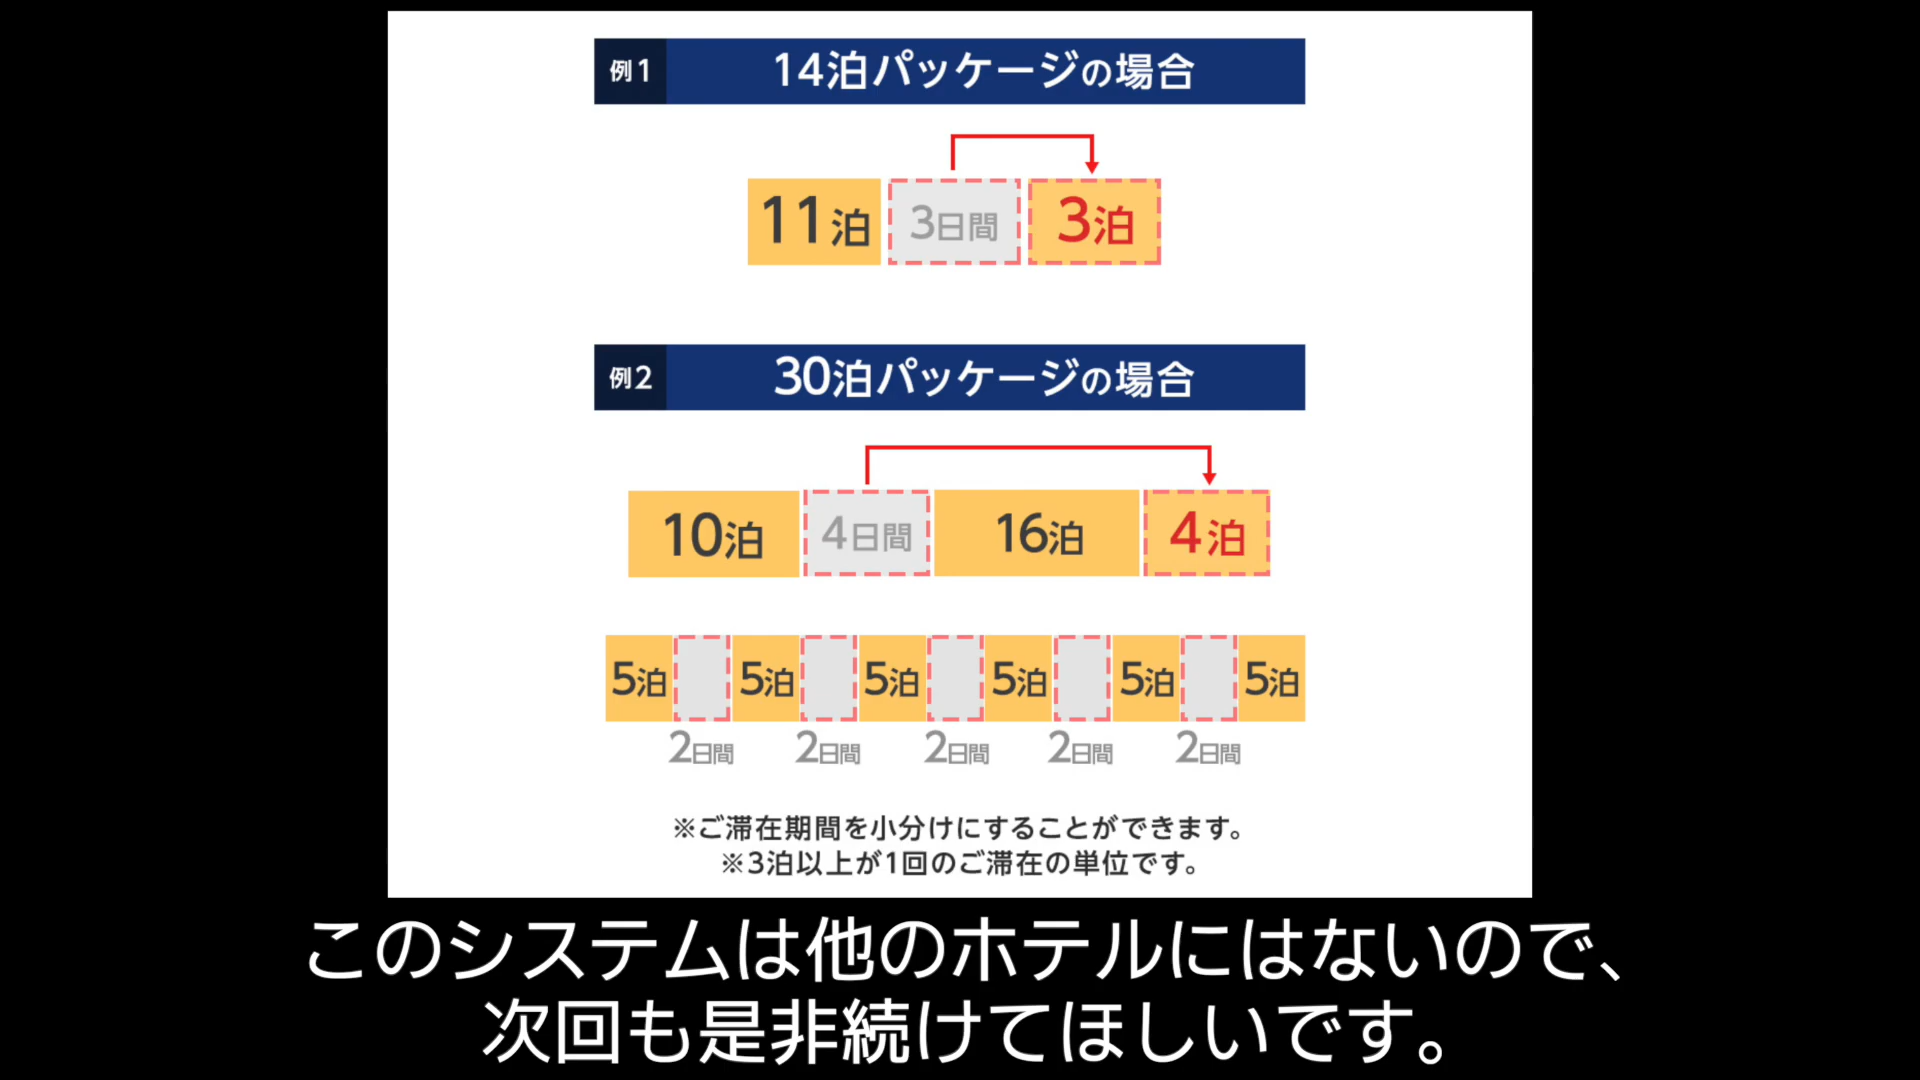 例1 14泊パッケージの場合
11泊 3日間 3泊
例2 30泊パッケージの場合
10泊 4日間 16泊 4泊
5泊 5泊 5泊 5泊 5泊 5泊
2日間 2日間 2日間 2日間 2日間
※ご滞在期間を小分けにすることができます。
※3泊以上が1回のご滞在の単位です。
このシステムは他のホテルにはないので、
次回も是非続けてほしいです。